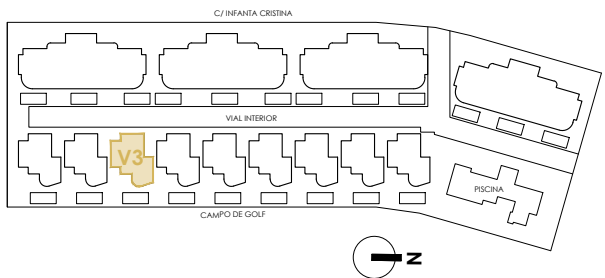 C/ INFANTA CRISTINA
VIAL INTERIOR
V3
PISCINA
CAMPO DE GOLF
N